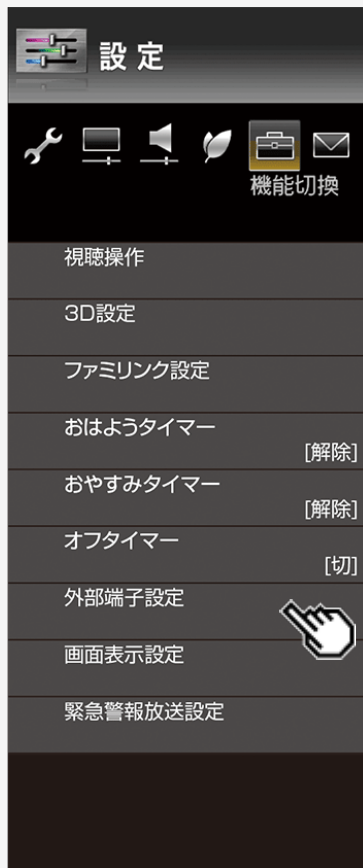 設定
機能切換
視聴操作
3D設定
ファミリンク設定
おはようタイマー
[解除]
おやすみタイマー
[解除]
オフタイマー
[切]
外部端子設定
画面表示設定
緊急警報放送設定